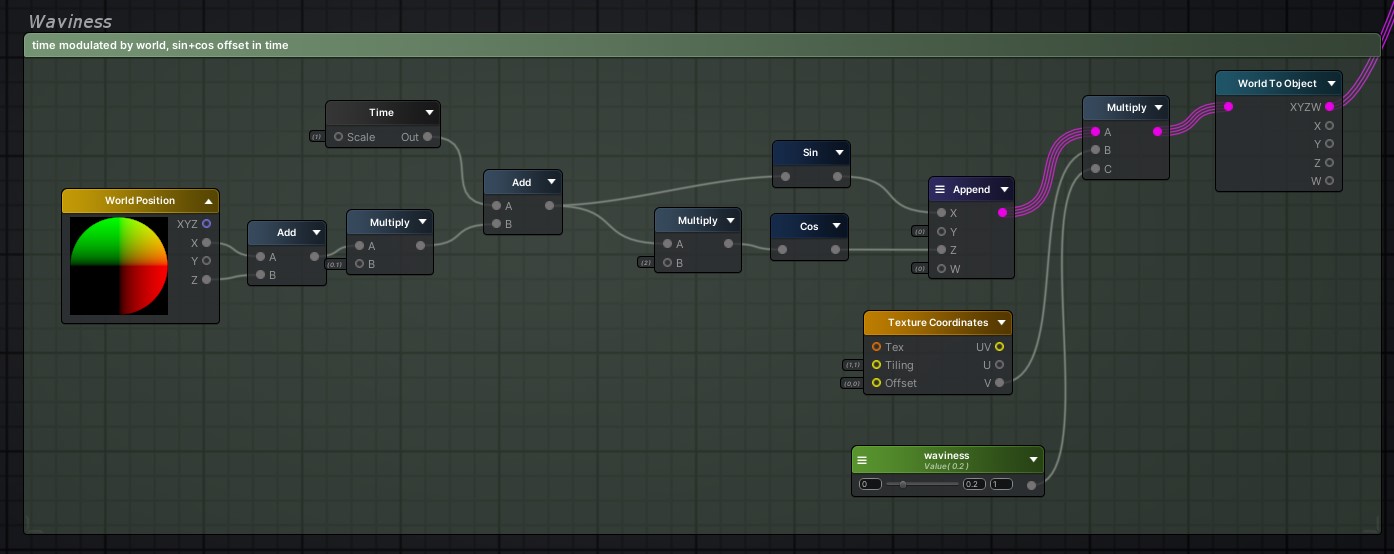 Waviness
time modulated by world, sin+cos offset in time
Time
(1)
Scale
Out
World Position
XYZ
X
Y
Z
Add
A
B
Multiply
A
(0.1)
B
Add
A
B
Multiply
A
(2)
B
Sin
Cos
Append
X
(0)
Y
Z
(0)
W
Texture Coordinates
Tex
UV
(1,1)
Tiling
U
(0,0)
Offset
V
waviness
Value( 0.2 )
0
0.2
1
Multiply
A
B
C
World To Object
XYZW
X
Y
Z
W